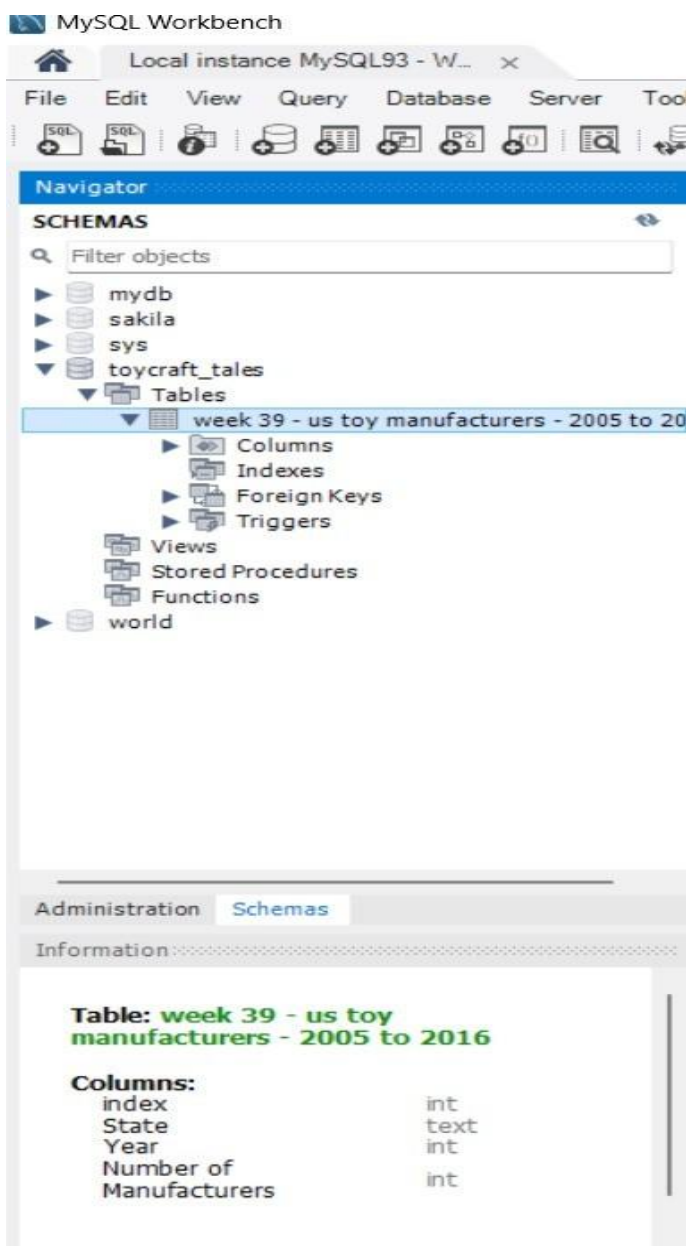 MySQL Workbench
Local instance MySQL93 - W...
File Edit View Query Database Server Tool
SQL SQL
Navigator
SCHEMAS
Filter objects
mydb
sakila
sys
toycraft_tales
Tables
week 39 - us toy manufacturers - 2005 to 20
Columns
Indexes
Foreign Keys
Triggers
Views
Stored Procedures
Functions
world
Administration Schemas
Information
Table: week 39 - us toy
manufacturers - 2005 to 2016
Columns:
index int
State text
Year int
Number of
Manufacturers int